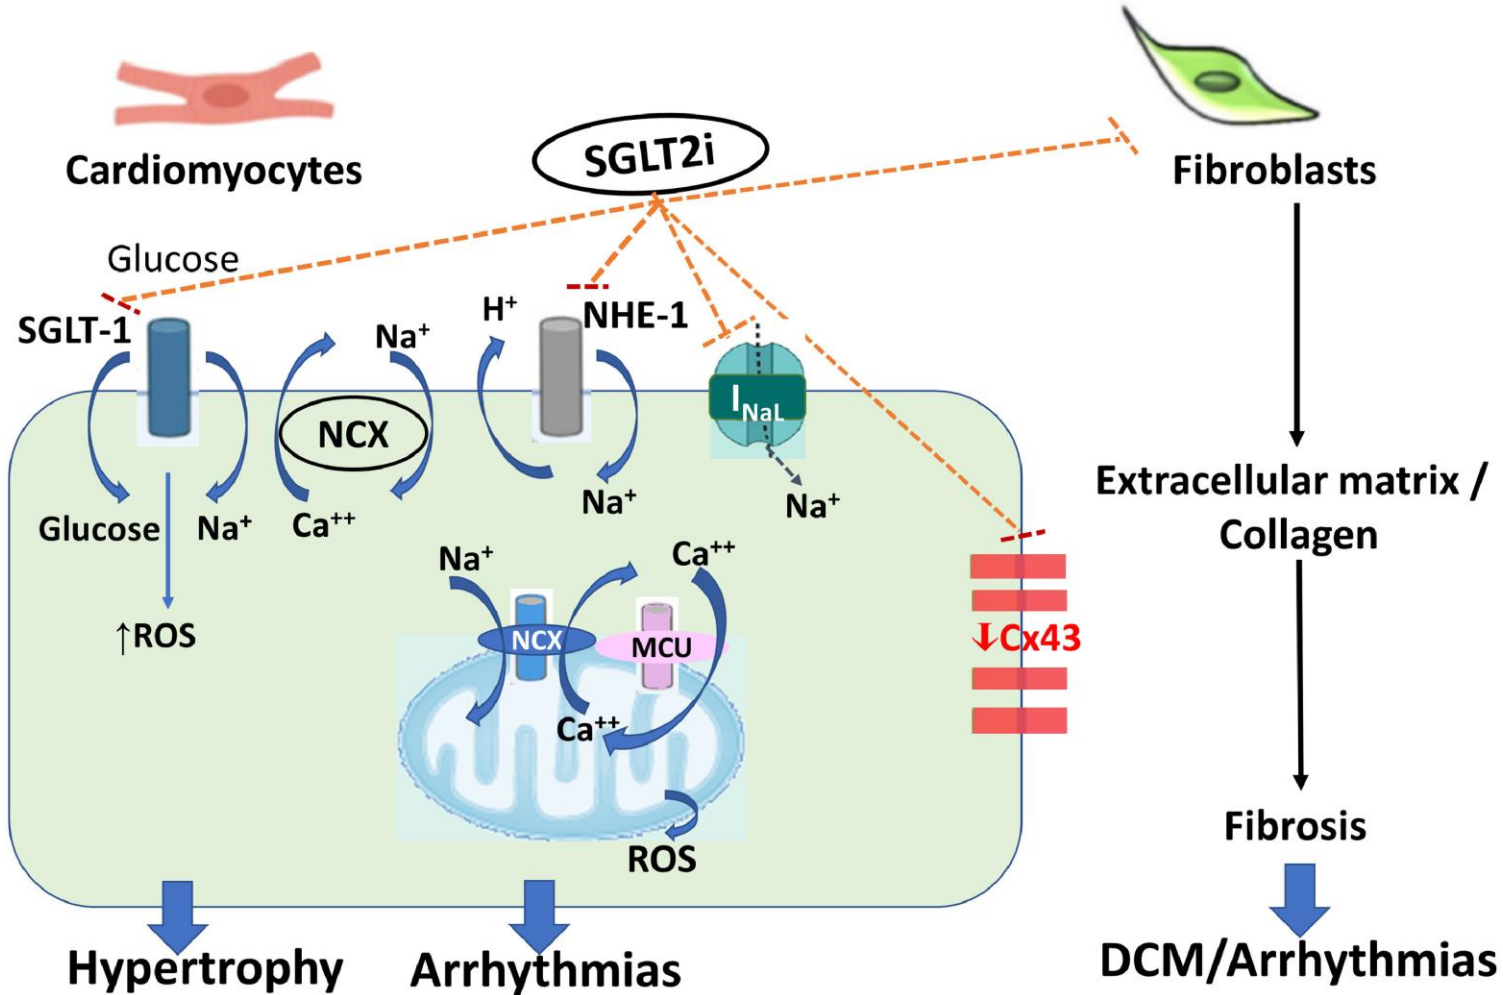 SGLT2i
Cardiomyocytes
Fibroblasts
Glucose
SGLT-1
Na⁺
H⁺
NHE-1
NCX
I_NaL
Glucose
Na⁺
Ca⁺⁺
Na⁺
Na⁺
Extracellular matrix /
Collagen
Na⁺
Ca⁺⁺
↑ROS
NCX
MCU
↓Cx43
Ca⁺⁺
ROS
Fibrosis
Hypertrophy
Arrhythmias
DCM/Arrhythmias